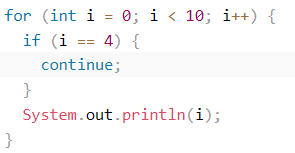 for (int i = 0; i < 10; i++) {
  if (i == 4) {
    continue;
  }
  System.out.println(i);
}